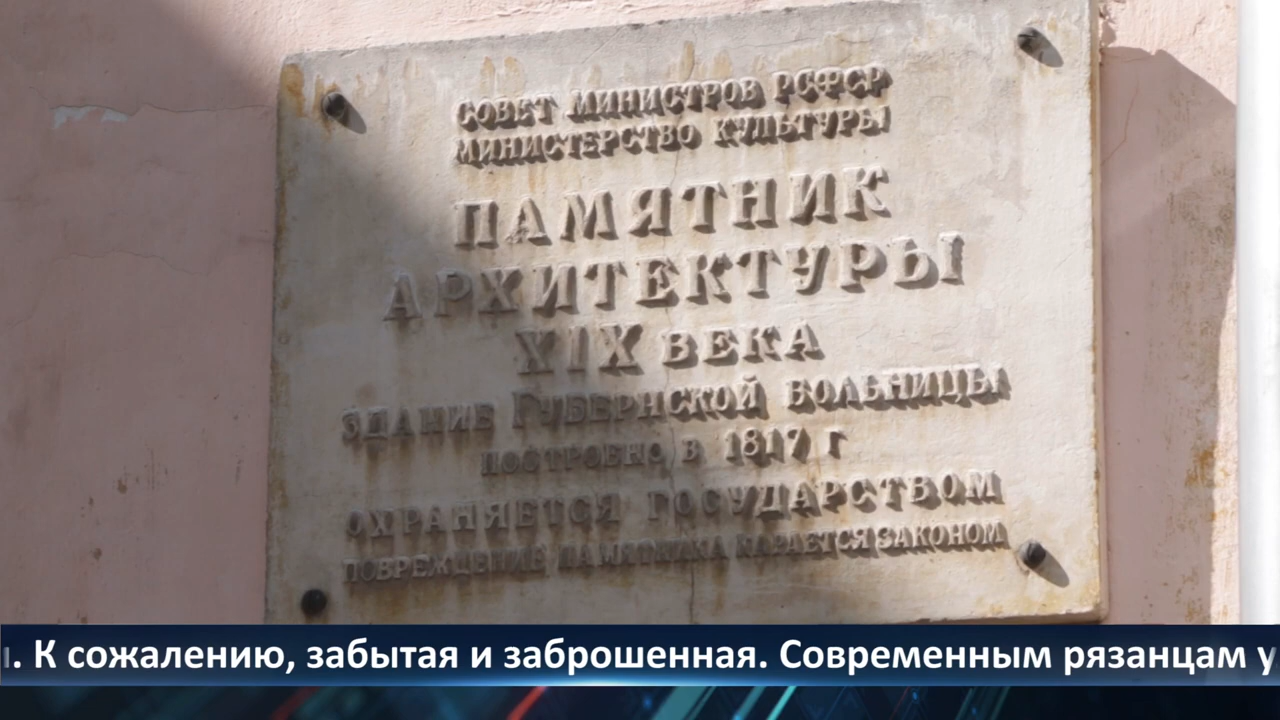 СОВЕТ МИНИСТРОВ РСФСР
МИНИСТЕРСТВО КУЛЬТУРЫ
ПАМЯТНИК
АРХИТЕКТУРЫ
XIX ВЕКА
ЗДАНИЕ ГУБЕРНСКОЙ БОЛЬНИЦЫ
ПОСТРОЕНО В 1817 Г
ОХРАНЯЕТСЯ ГОСУДАРСТВОМ
ПОВРЕЖДЕНИЕ ПАМЯТНИКА КАРАЕТСЯ ЗАКОНОМ
. К сожалению, забытая и заброшенная. Современным рязанцам у